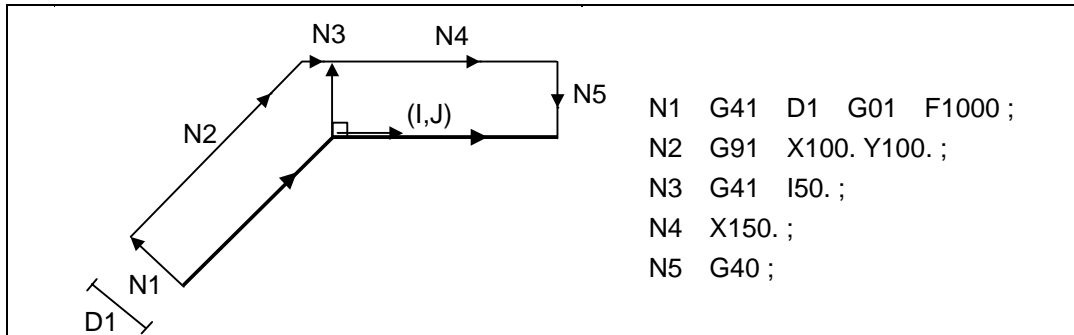 N3
N4
N5
(I,J)
N2
N1
D1
N1 G41 D1 G01 F1000 ;
N2 G91 X100. Y100. ;
N3 G41 I50. ;
N4 X150. ;
N5 G40 ;